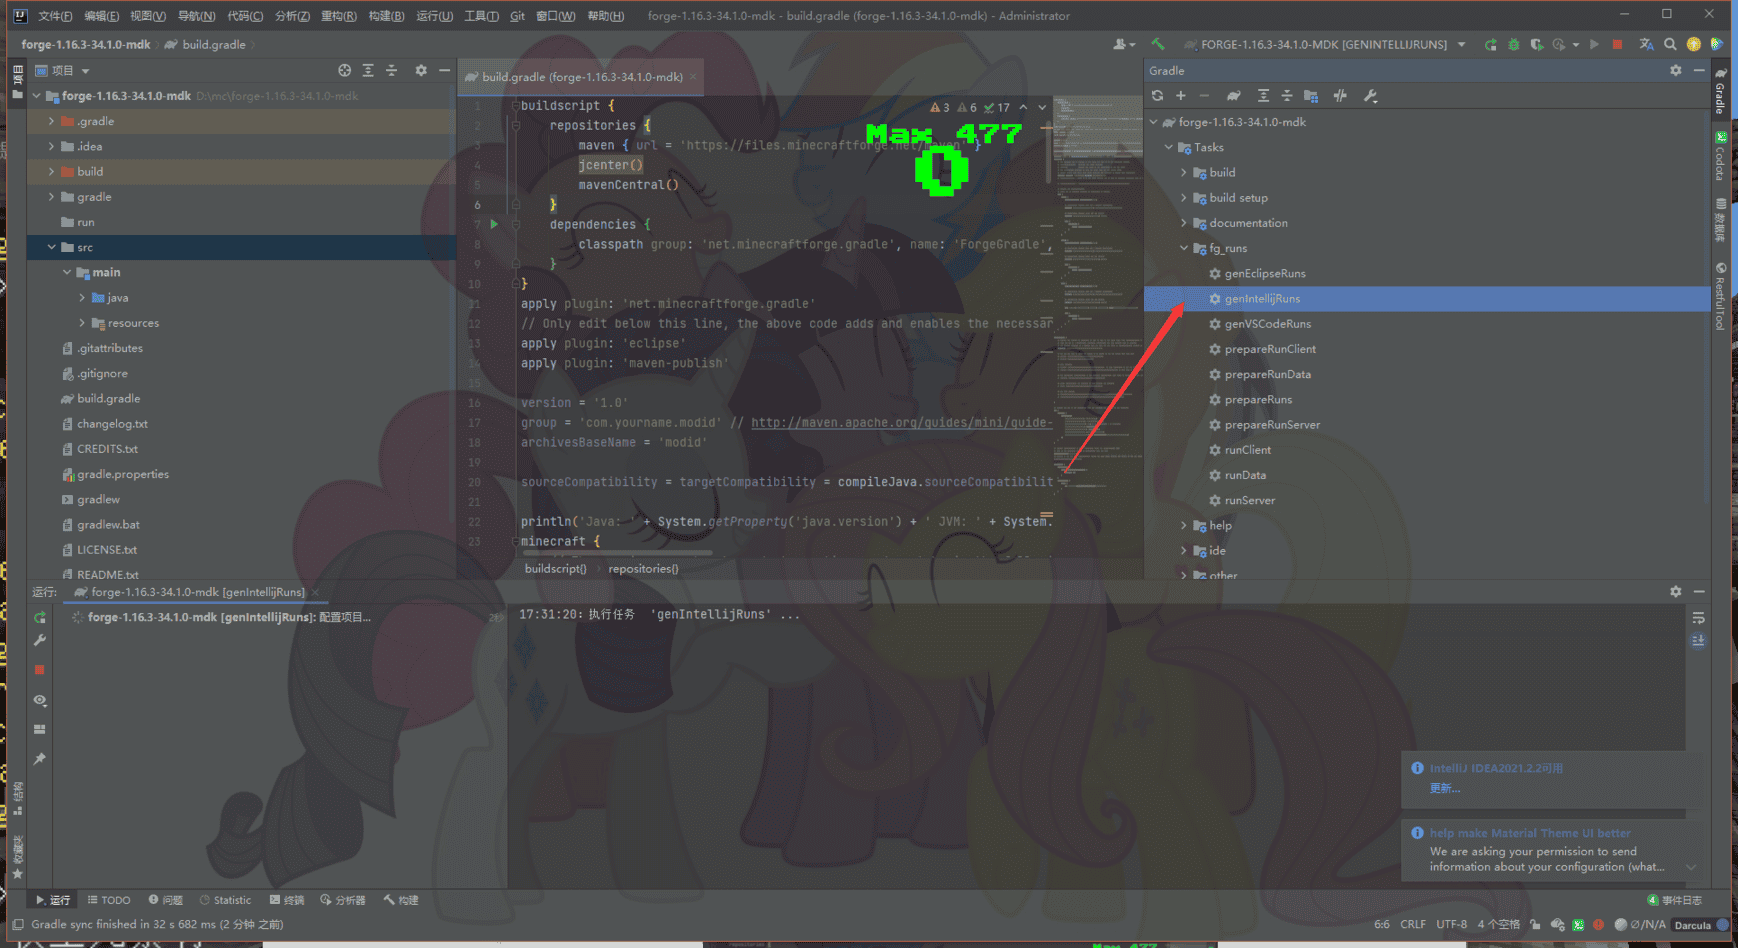 文件(F) 编辑(E) 视图(V) 导航(N) 代码(C) 分析(Z) 重构(R) 构建(B) 运行(U) 工具(T) Git 窗口(W) 帮助(H) forge-1.16.3-34.1.0-mdk - build.gradle (forge-1.16.3-34.1.0-mdk) - Administrator
forge-1.16.3-34.1.0-mdk build.gradle
FORGE-1.16.3-34.1.0-MDK [GENINTELLIJRUNS]
项目
项目
forge-1.16.3-34.1.0-mdk D:\mc\forge-1.16.3-34.1.0-mdk
.gradle
.idea
build
gradle
run
src
main
java
resources
.gitattributes
.gitignore
build.gradle
changelog.txt
CREDITS.txt
gradle.properties
gradlew
gradlew.bat
LICENSE.txt
README.txt
build.gradle (forge-1.16.3-34.1.0-mdk)
3 6 17
Max 477
0
1 buildscript {
2 repositories {
3 maven { url = 'https://files.minecraftforge.net/maven' }
4 jcenter()
5 mavenCentral()
6 }
7 dependencies {
8 classpath group: 'net.minecraftforge.gradle', name: 'ForgeGradle',
9 }
10 }
11 apply plugin: 'net.minecraftforge.gradle'
12 // Only edit below this line, the above code adds and enables the necessar
13 apply plugin: 'eclipse'
14 apply plugin: 'maven-publish'
15
16 version = '1.0'
17 group = 'com.yourname.modid' // http://maven.apache.org/guides/mini/guide-
18 archivesBaseName = 'modid'
19
20 sourceCompatibility = targetCompatibility = compileJava.sourceCompatibilit
21
22 println('Java: ' + System.getProperty('java.version') + ' JVM: ' + System.
23 minecraft {
buildscript{} repositories{}
Gradle
forge-1.16.3-34.1.0-mdk
Tasks
build
build setup
documentation
fg_runs
genEclipseRuns
genIntellijRuns
genVSCodeRuns
prepareRunClient
prepareRunData
prepareRuns
prepareRunServer
runClient
runData
runServer
help
ide
other
Gradle
Codota
数据库
RestfulTool
运行: forge-1.16.3-34.1.0-mdk [genIntellijRuns]
forge-1.16.3-34.1.0-mdk [genIntellijRuns]: 配置项目...
17:31:20: 执行任务 'genIntellijRuns' ...
结构
收藏夹
IntelliJ IDEA2021.2.2可用
更新...
help make Material Theme UI better
We are asking your permission to send
information about your configuration (what...
运行 TODO 问题 Statistic 终端 分析器 构建 4 事件日志
Gradle sync finished in 32 s 682 ms (2 分钟 之前) 6:6 CRLF UTF-8 4 个空格 Ø/N/A Darcula